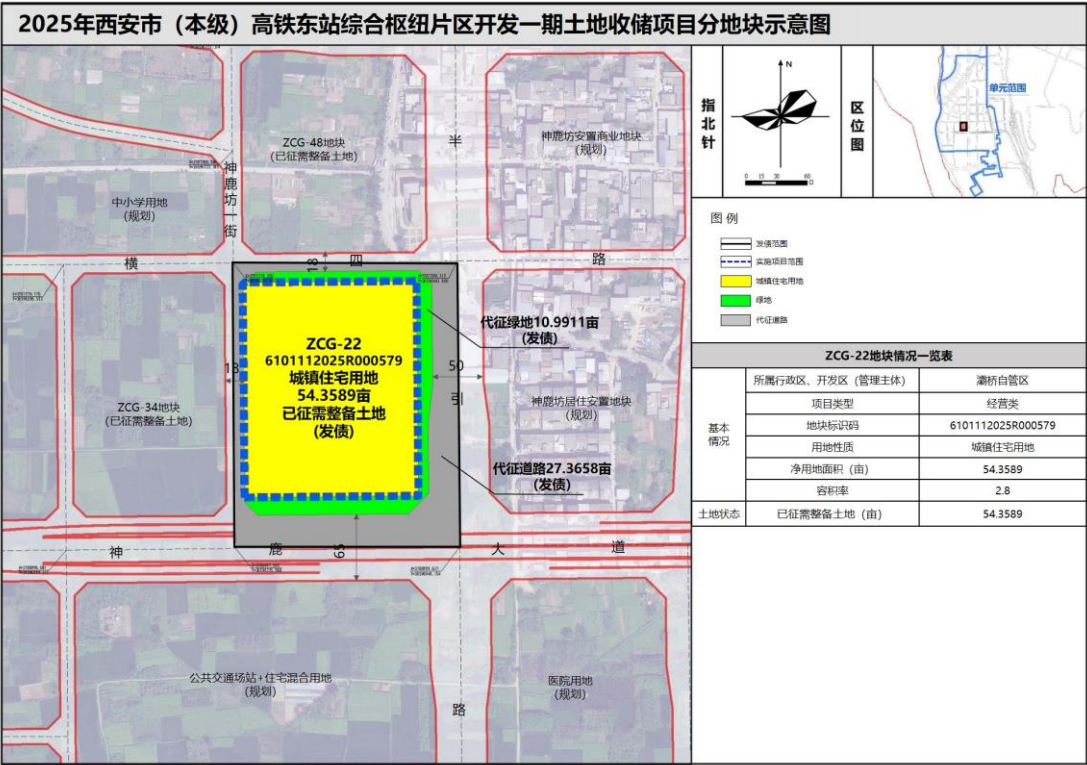 2025年西安市（本级）高铁东站综合枢纽片区开发一期土地收储项目分地块示意图
ZCG-48地块
(已征需整备土地)
神鹿坊安置商业地块
(规划)
中小学用地
(规划)
神鹿坊一街
半
引
路
横
四
路
18
ZCG-34地块
(已征需整备土地)
ZCG-22
6101112025R000579
城镇住宅用地
54.3589亩
已征需整备土地
(发债)
代征绿地10.9911亩
(发债)
50
神鹿坊居住安置地块
(规划)
代征道路27.3658亩
(发债)
神
鹿
大
道
65
公共交通场站+住宅混合用地
(规划)
医院用地
(规划)
指北针
N
0 15 30 60
区位图
单元范围
图 例
发债范围
实施项目范围
城镇住宅用地
绿地
代征道路
ZCG-22地块情况一览表
基本情况
所属行政区、开发区（管理主体） 灞桥自管区
项目类型 经营类
地块标识码 6101112025R000579
用地性质 城镇住宅用地
净用地面积（亩） 54.3589
容积率 2.8
土地状态 已征需整备土地（亩） 54.3589